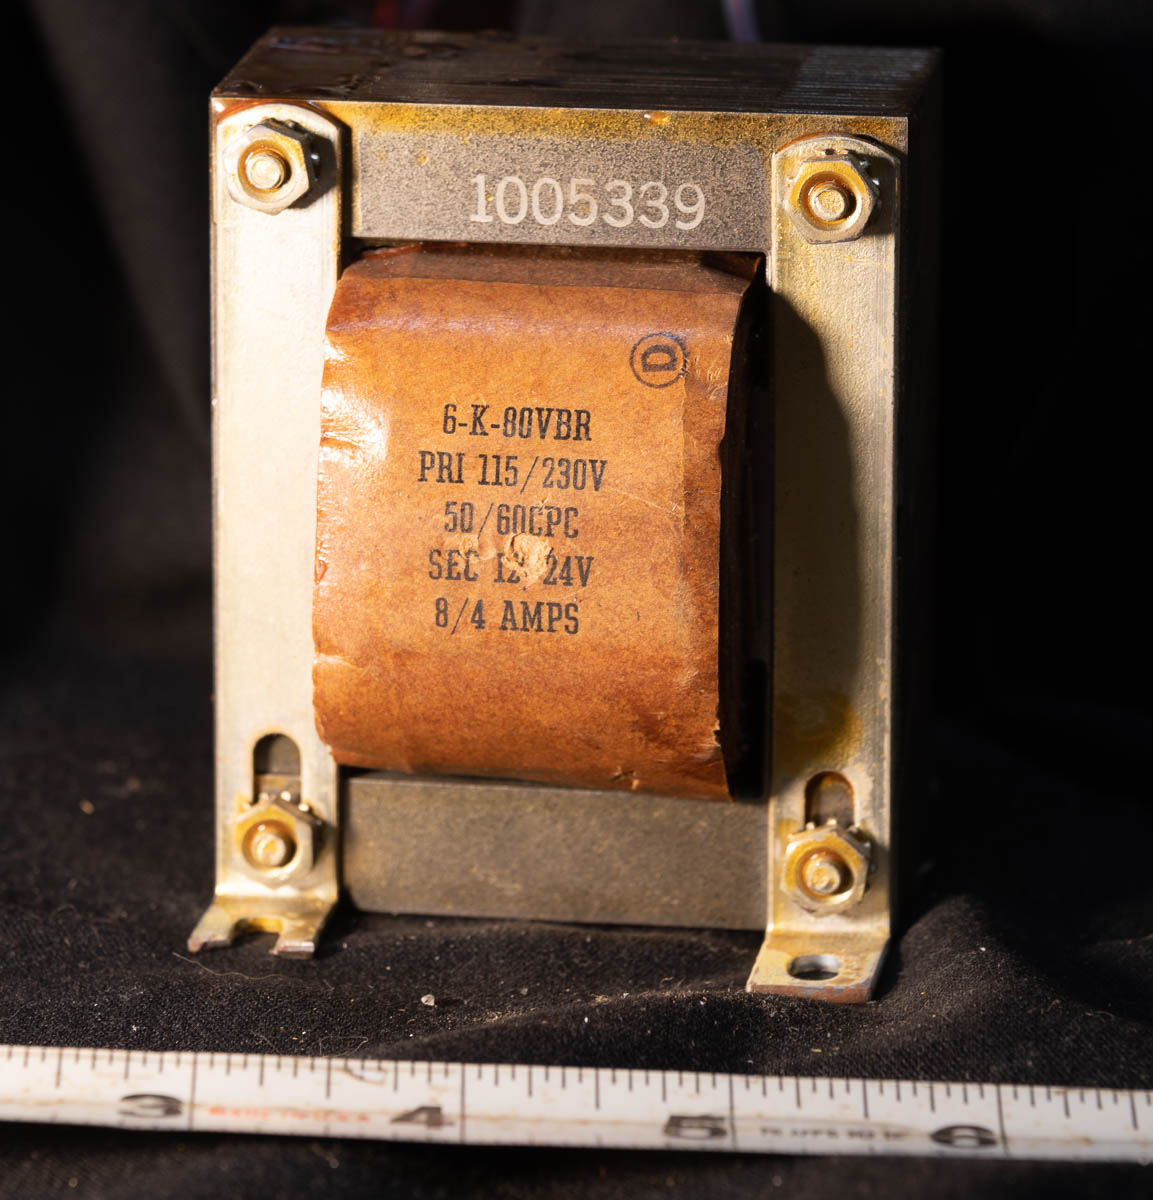 1005339
D
6-K-80VBR
PRI 115/230V
50/60CPC
SEC 12/24V
8/4 AMPS
3 4 5 6